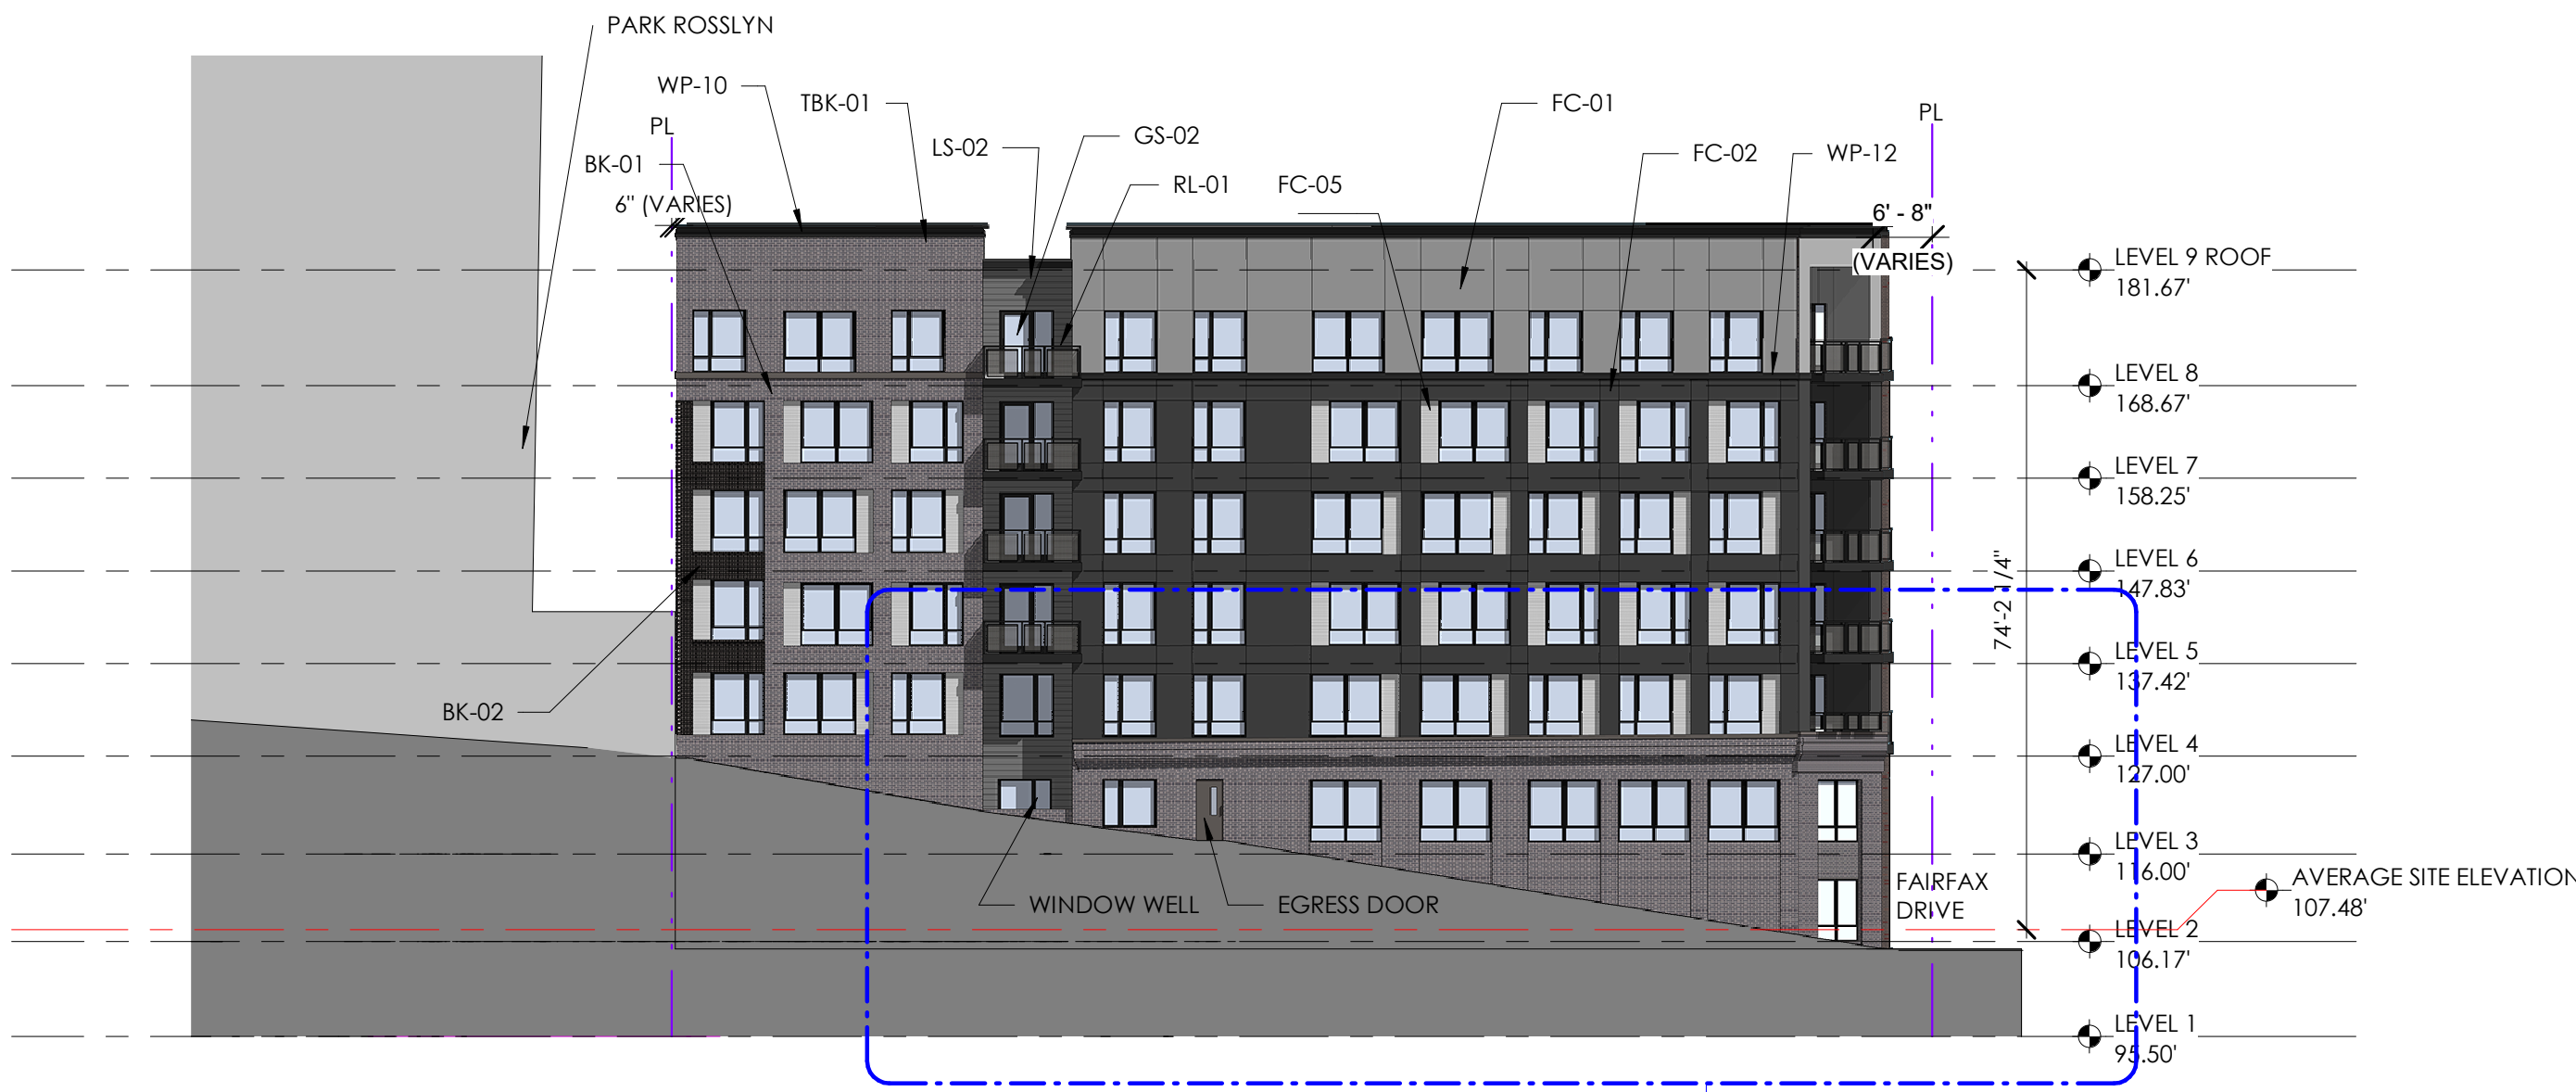 PARK ROSSLYN
WP-10
TBK-01
FC-01
PL
PL
GS-02
LS-02
BK-01
FC-02
WP-12
RL-01
FC-05
6" (VARIES)
6' - 8"
(VARIES)
LEVEL 9 ROOF
181.67'
LEVEL 8
168.67'
LEVEL 7
158.25'
LEVEL 6
147.83'
74'-2 1/4"
LEVEL 5
137.42'
BK-02
LEVEL 4
127.00'
LEVEL 3
116.00'
WINDOW WELL
EGRESS DOOR
FAIRFAX
DRIVE
AVERAGE SITE ELEVATION
107.48'
LEVEL 2
106.17'
LEVEL 1
95.50'